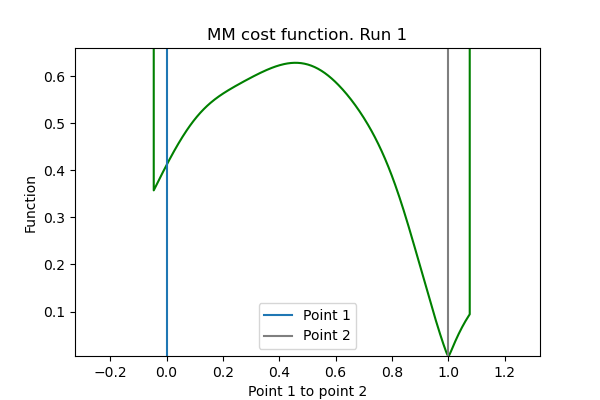 MM cost function. Run 1
Function
0.6
0.5
0.4
0.3
0.2
0.1
Point 1
Point 2
−0.2 0.0 0.2 0.4 0.6 0.8 1.0 1.2
Point 1 to point 2